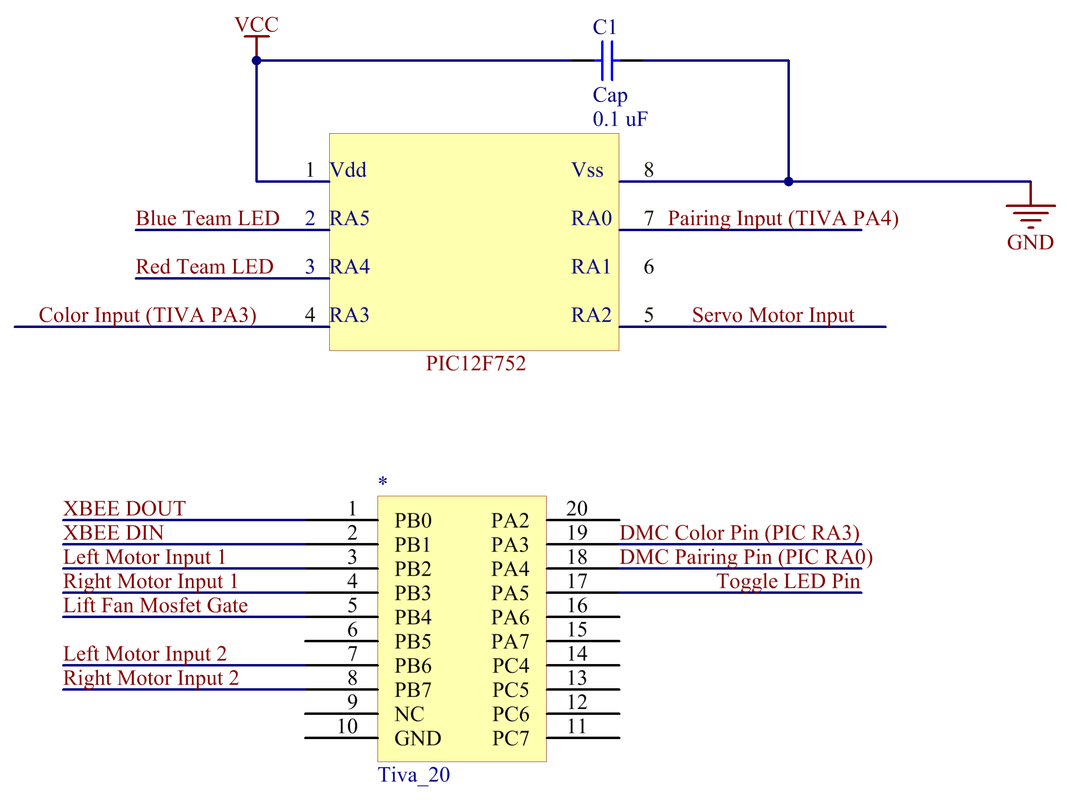 VCC
C1
Cap
0.1 uF
1 Vdd Vss 8
Blue Team LED 2 RA5 RA0 7 Pairing Input (TIVA PA4)
GND
Red Team LED 3 RA4 RA1 6
Color Input (TIVA PA3) 4 RA3 RA2 5 Servo Motor Input
PIC12F752
*
XBEE DOUT 1 PB0 PA2 20
XBEE DIN 2 PB1 PA3 19 DMC Color Pin (PIC RA3)
Left Motor Input 1 3 PB2 PA4 18 DMC Pairing Pin (PIC RA0)
Right Motor Input 1 4 PB3 PA5 17 Toggle LED Pin
Lift Fan Mosfet Gate 5 PB4 PA6 16
6 PB5 PA7 15
Left Motor Input 2 7 PB6 PC4 14
Right Motor Input 2 8 PB7 PC5 13
9 NC PC6 12
10 GND PC7 11
Tiva_20